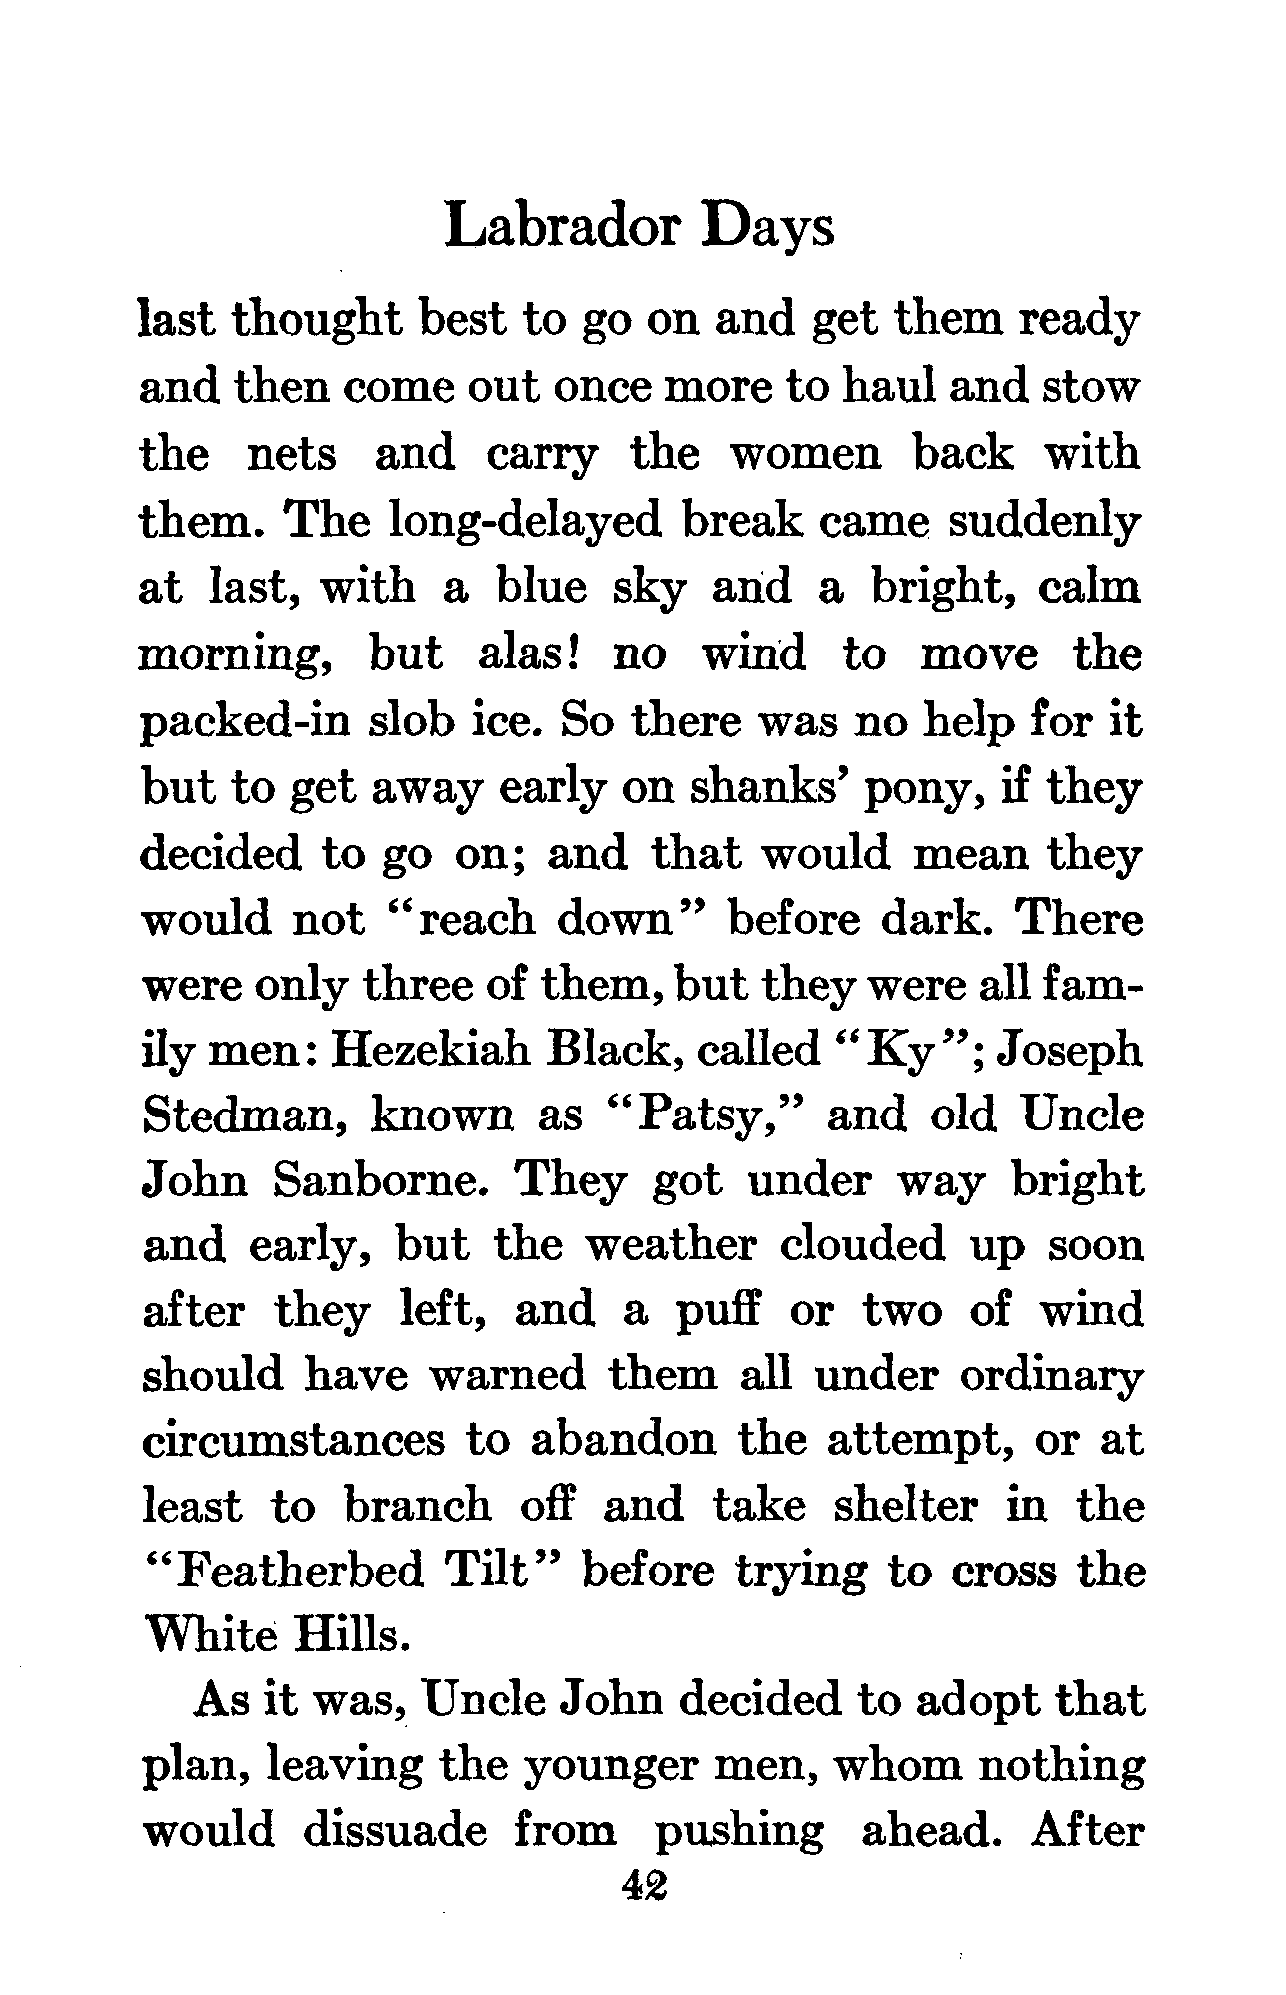 Labrador Days
last thought best to go on and get them ready
and then come out once more to haul and stow
the nets and carry the women back with
them. The long-delayed break came suddenly
at last, with a blue sky and a bright, calm
morning, but alas! no wind to move the
packed-in slob ice. So there was no help for it
but to get away early on shanks' pony, if they
decided to go on; and that would mean they
would not "reach down" before dark. There
were only three of them, but they were all fam-
ily men: Hezekiah Black, called "Ky"; Joseph
Stedman, known as "Patsy," and old Uncle
John Sanborne. They got under way bright
and early, but the weather clouded up soon
after they left, and a puff or two of wind
should have warned them all under ordinary
circumstances to abandon the attempt, or at
least to branch off and take shelter in the
"Featherbed Tilt" before trying to cross the
White Hills.
As it was, Uncle John decided to adopt that
plan, leaving the younger men, whom nothing
would dissuade from pushing ahead. After
42